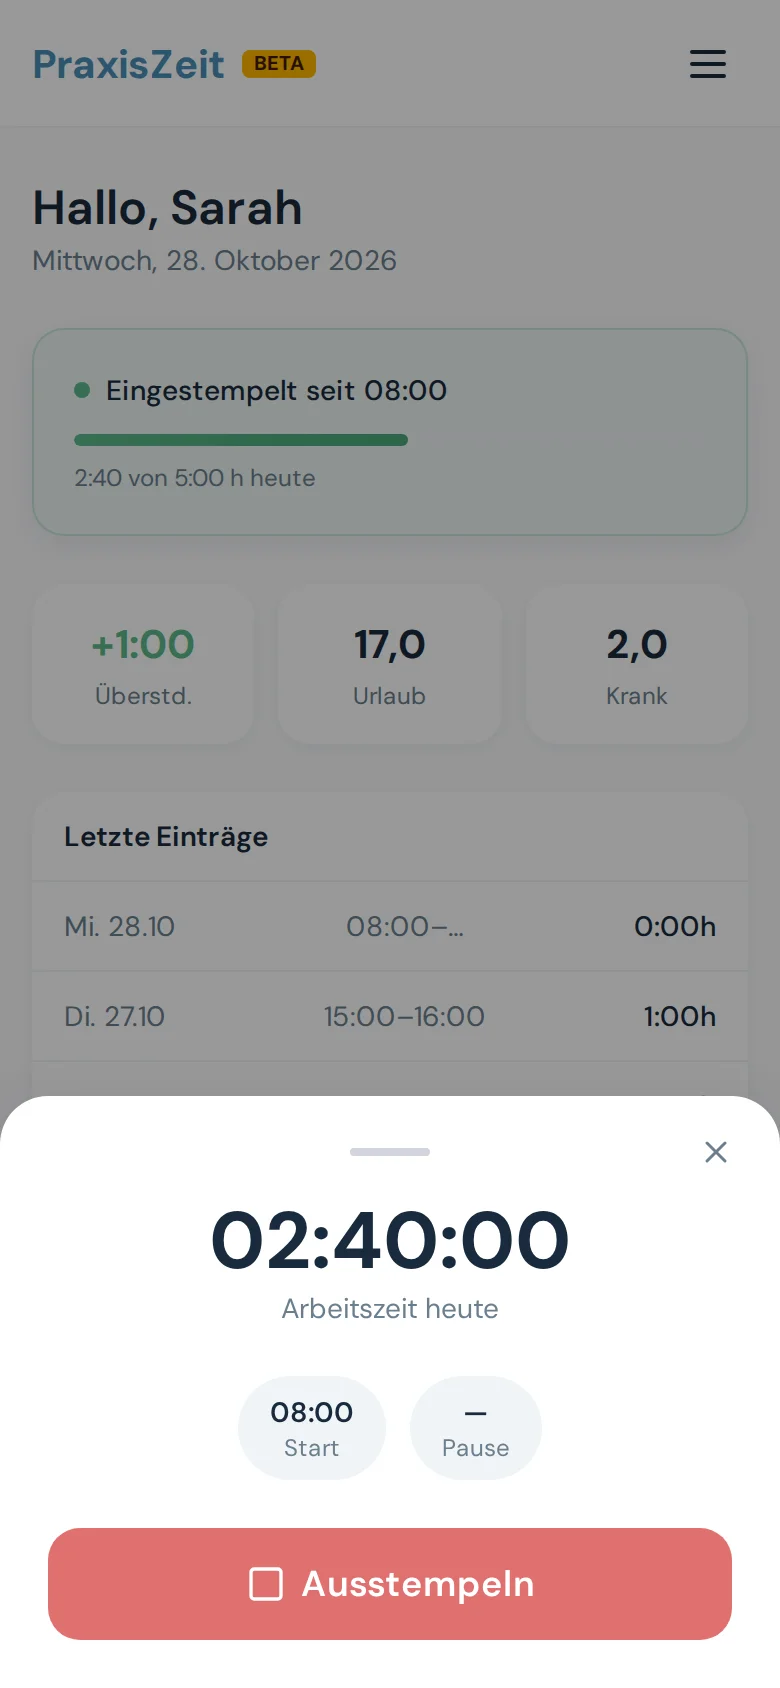 PraxisZeit BETA
Hallo, Sarah
Mittwoch, 28. Oktober 2026
Eingestempelt seit 08:00
2:40 von 5:00 h heute
+1:00 17,0 2,0
Überstd. Urlaub Krank
Letzte Einträge
Mi. 28.10 08:00–... 0:00h
Di. 27.10 15:00–16:00 1:00h
02:40:00
Arbeitszeit heute
08:00 –
Start Pause
Ausstempeln